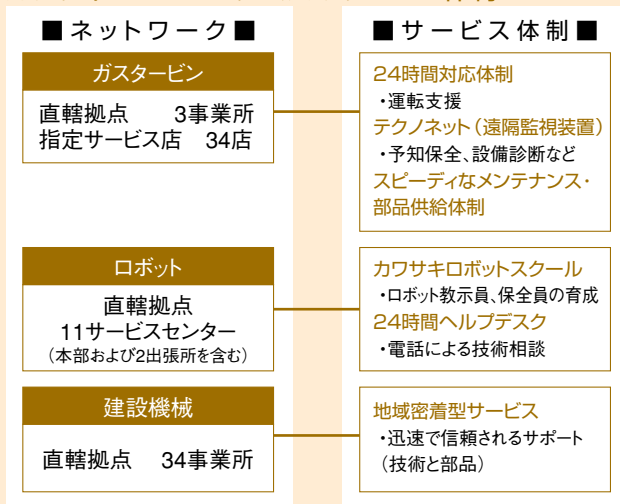 ■ネットワーク■
ガスタービン
直轄拠点 3事業所
指定サービス店 34店
ロボット
直轄拠点
11サービスセンター
（本部および2出張所を含む）
建設機械
直轄拠点 34事業所
■サービス体制■
24時間対応体制
・運転支援
テクノネット（遠隔監視装置）
・予知保全、設備診断など
スピーディなメンテナンス・
部品供給体制
カワサキロボットスクール
・ロボット教示員、保全員の育成
24時間ヘルプデスク
・電話による技術相談
地域密着型サービス
・迅速で信頼されるサポート
（技術と部品）